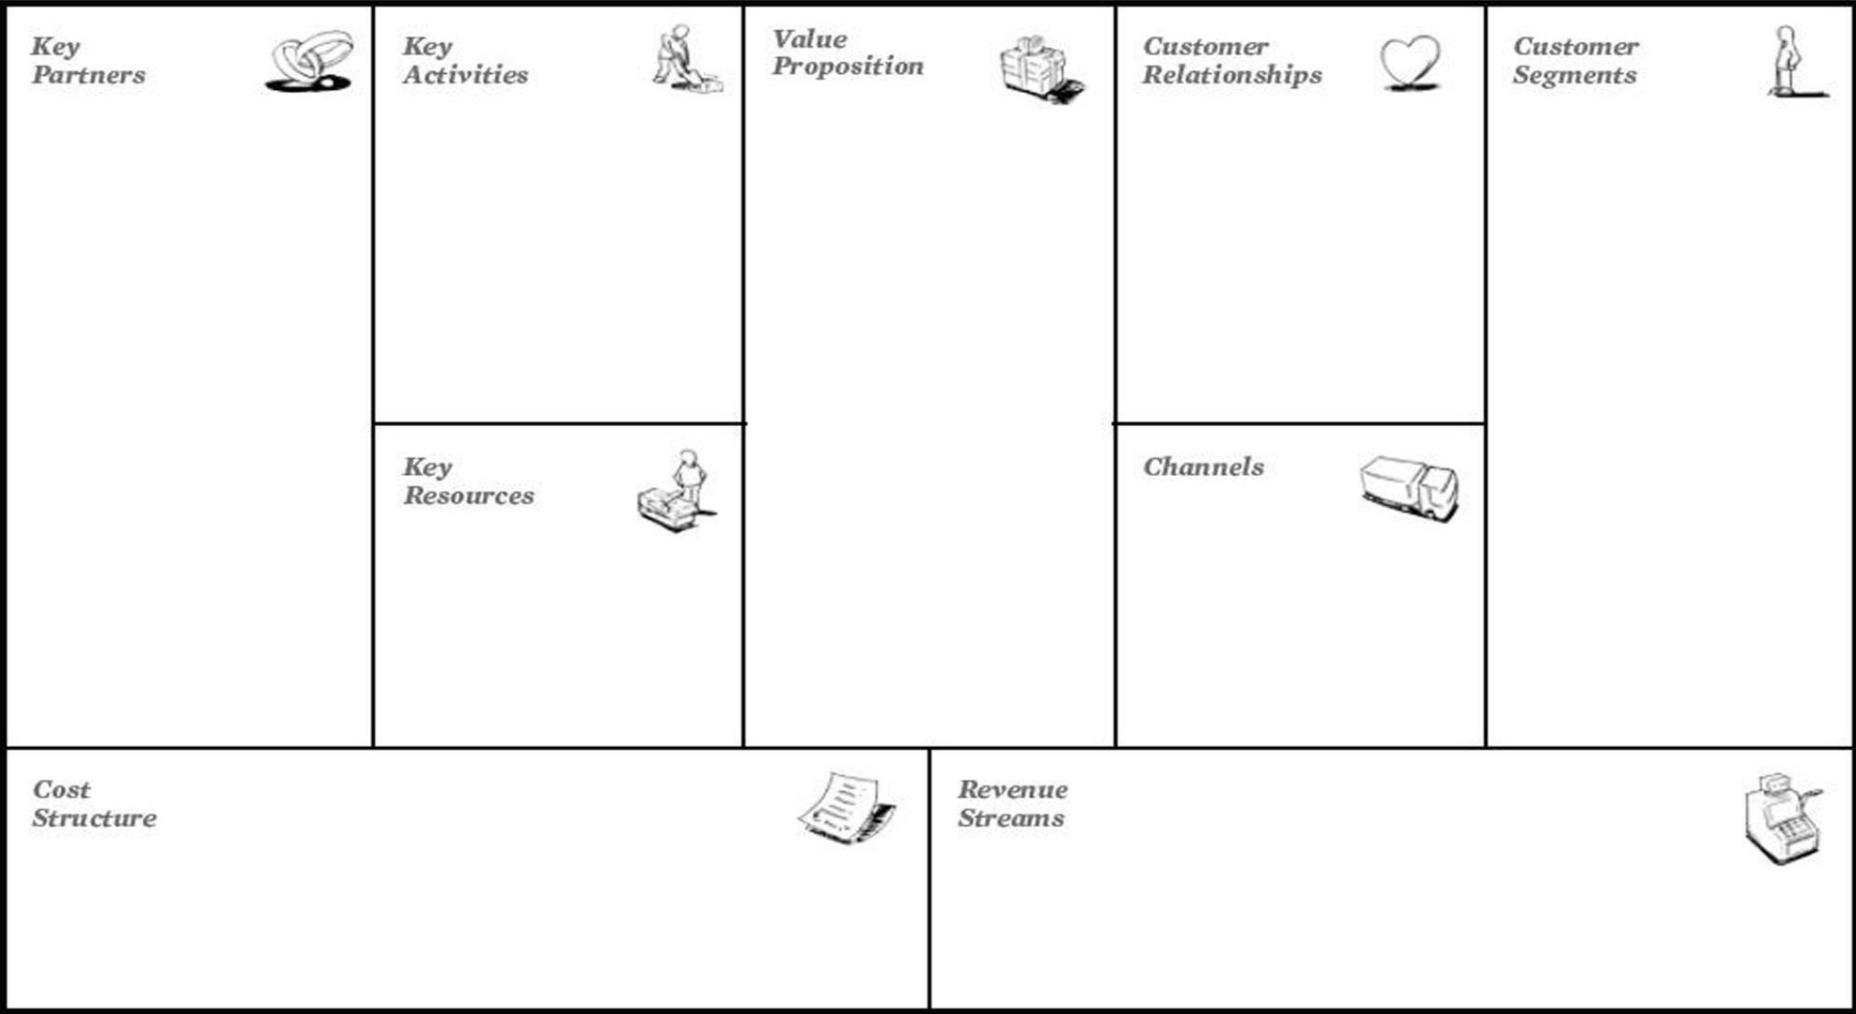 Key
Partners
Key
Activities
Value
Proposition
Customer
Relationships
Customer
Segments
Key
Resources
Channels
Cost
Structure
Revenue
Streams